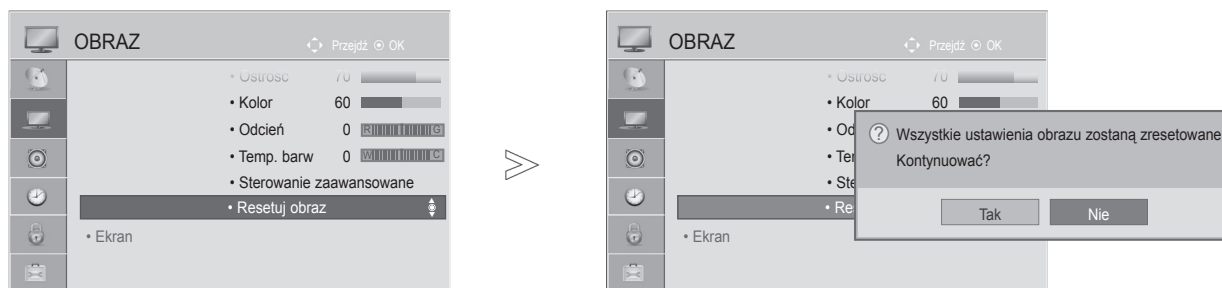 OBRAZ
Przejdź OK
• Ostrość 70
• Kolor 60
• Odcień 0 R G
• Temp. barw 0 W C
• Sterowanie zaawansowane
• Resetuj obraz
• Ekran
OBRAZ
Przejdź OK
• Ostrość 70
• Kolor 60
• Od
• Te
• Ste
• Re
• Ekran
? Wszystkie ustawienia obrazu zostaną zresetowane
Kontynuować?
Tak
Nie